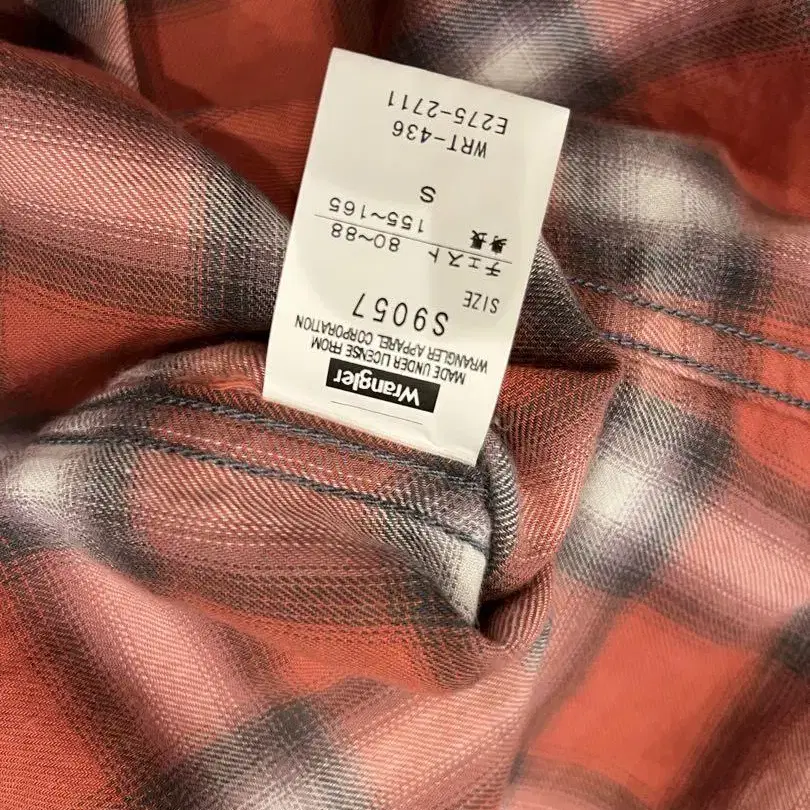 Wrangler
MADE UNDER LICENSE FROM
WRANGLER APPAREL CORPORATION
S9057
SIZE
チェスト 80~88
身長 155~165
S
WRT-436
E275-2711